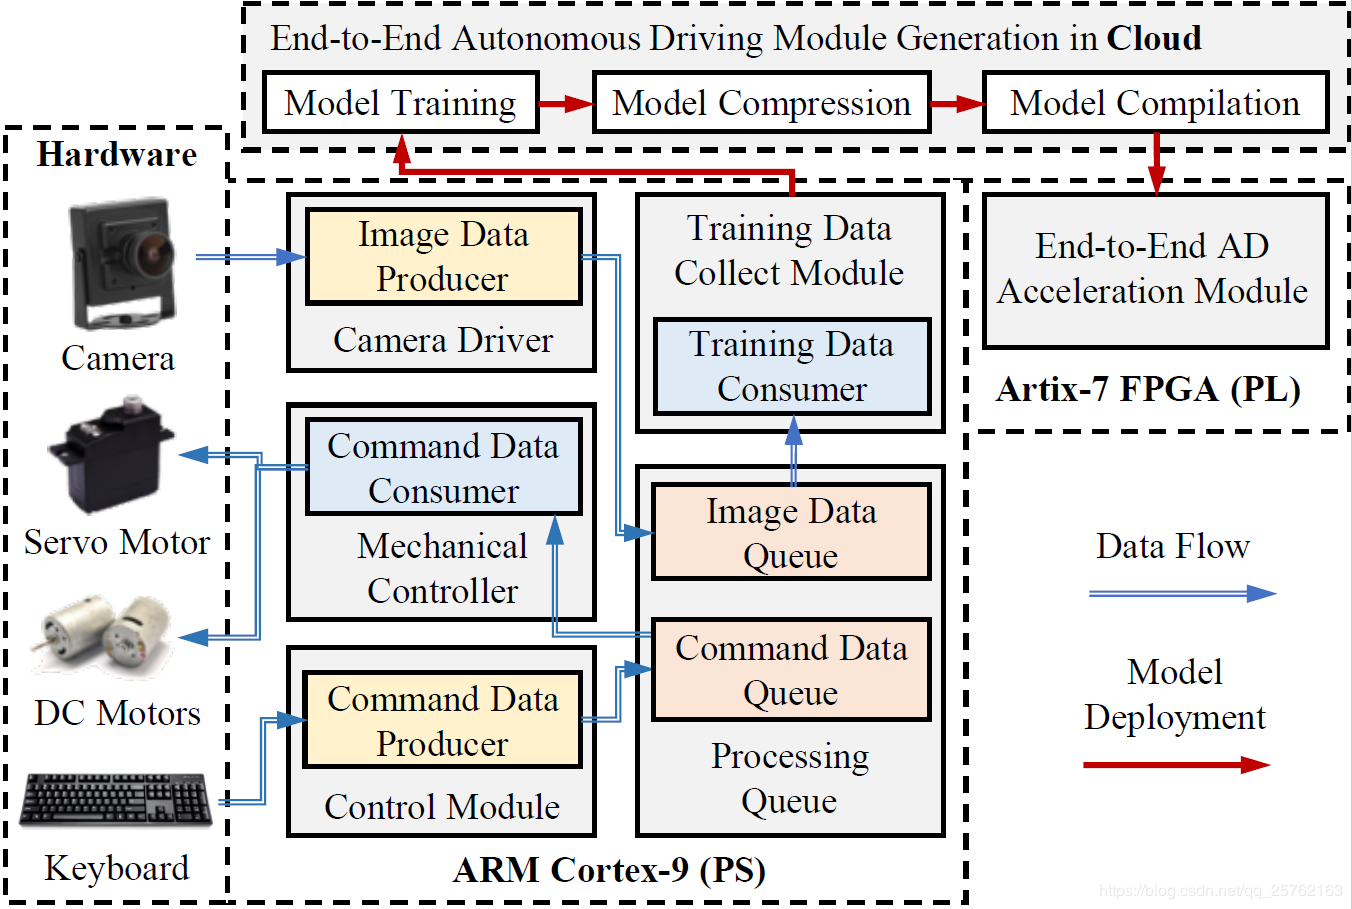 End-to-End Autonomous Driving Module Generation in Cloud
Model Training
Model Compression
Model Compilation
Hardware
Camera
Servo Motor
DC Motors
Keyboard
Image Data
Producer
Camera Driver
Command Data
Consumer
Mechanical
Controller
Command Data
Producer
Control Module
Training Data
Collect Module
Training Data
Consumer
Image Data
Queue
Command Data
Queue
Processing
Queue
ARM Cortex-9 (PS)
End-to-End AD
Acceleration Module
Artix-7 FPGA (PL)
Data Flow
Model
Deployment
https://blog.csdn.net/qq_25762163